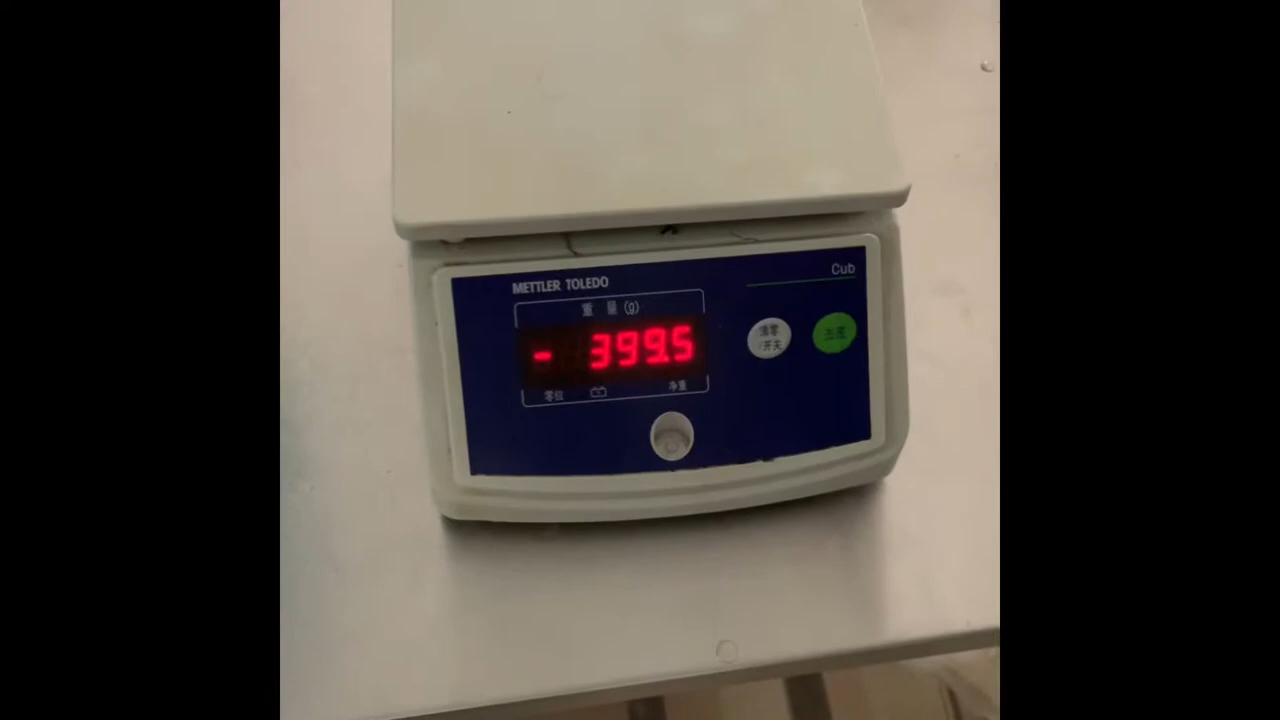 METTLER TOLEDO
Cub
重 量 (g)
- 399.5
清零
/开关
去皮
零位
净重